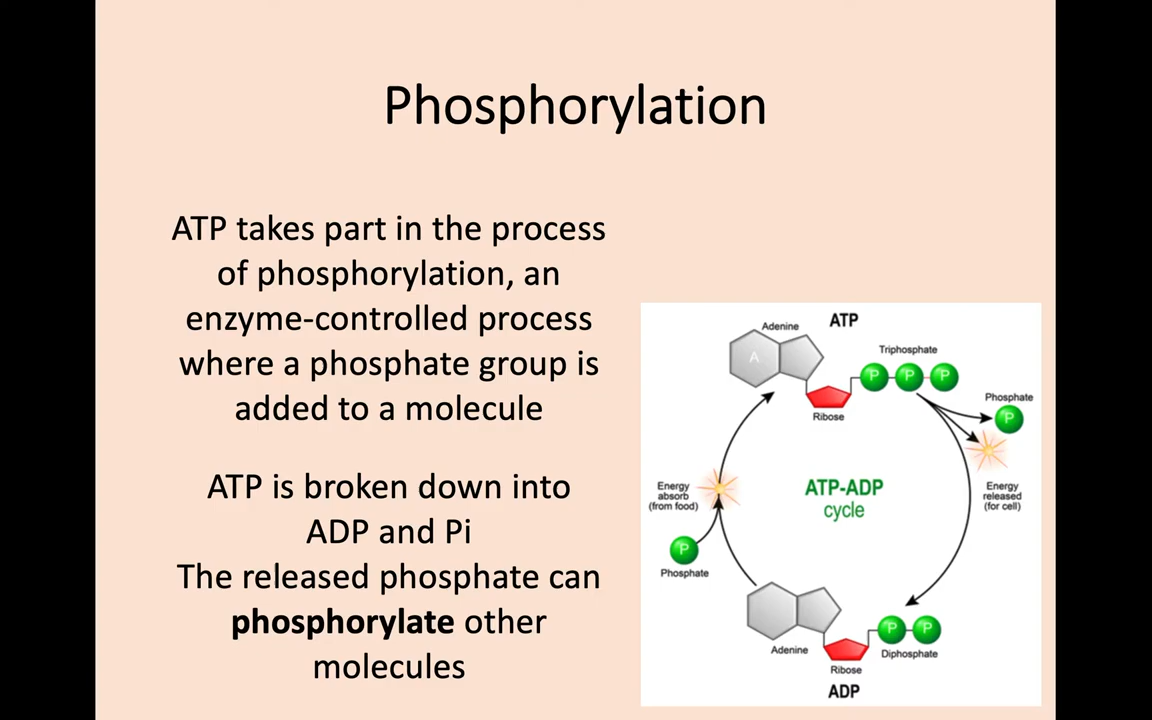 Phosphorylation
ATP takes part in the process
of phosphorylation, an
enzyme-controlled process
where a phosphate group is
added to a molecule
ATP is broken down into
ADP and Pi
The released phosphate can
phosphorylate other
molecules
Adenine
ATP
A
Triphosphate
P P P
Ribose
Phosphate
P
Energy
absorb
(from food)
ATP-ADP
cycle
Energy
released
(for cell)
P
Phosphate
P P
Adenine
Diphosphate
Ribose
ADP